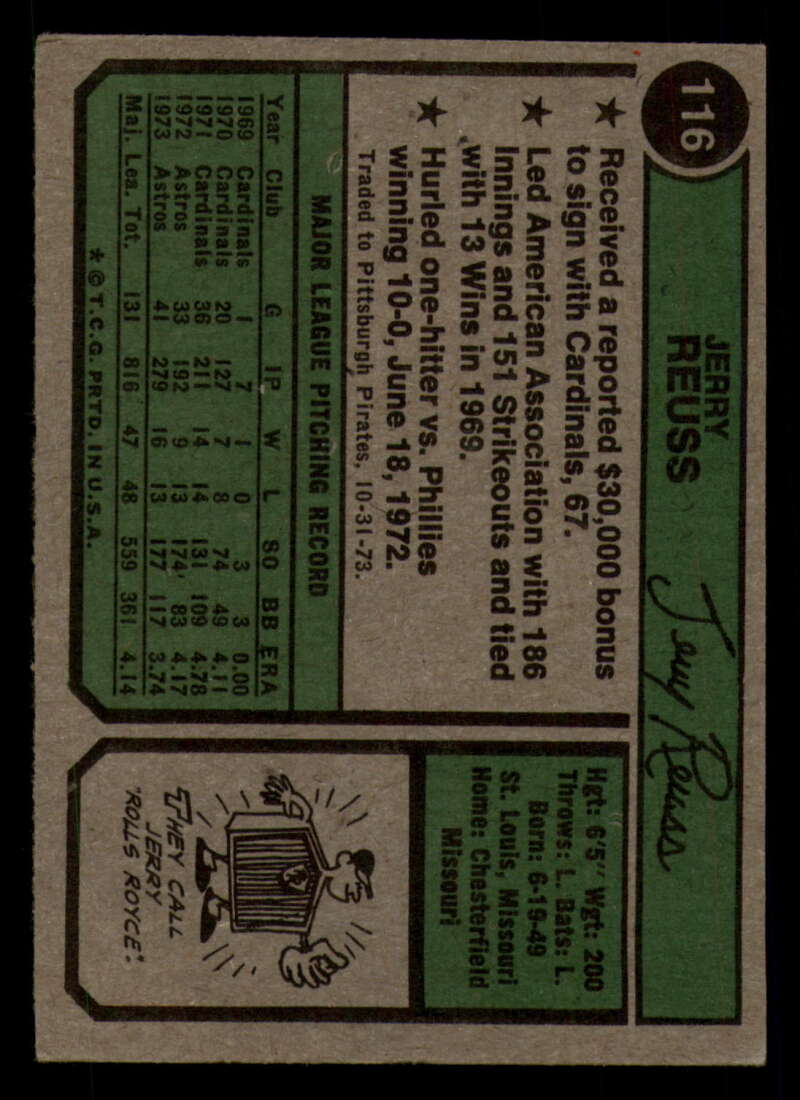 116
JERRY
REUSS
Jerry Reuss
★ Received a reported $30,000 bonus
to sign with Cardinals, 67.
★ Led American Association with 186
Innings and 151 Strikeouts and tied
with 13 Wins in 1969.
★ Hurled one-hitter vs. Phillies
winning 10-0, June 18, 1972.
Traded to Pittsburgh Pirates, 10-31-73.
MAJOR LEAGUE PITCHING RECORD
Year Club G IP W L SO BB ERA
1969 Cardinals 1 7 1 0 3 3 0.00
1970 Cardinals 20 127 7 8 74 49 4.11
1971 Cardinals 36 211 14 14 131 109 4.78
1972 Astros 33 192 9 13 174 83 4.17
1973 Astros 41 279 16 13 177 117 3.74
Maj. Lea. Tot. 131 816 47 48 559 361 4.14
* © T.C.G. PRTD. IN U.S.A.
Hgt: 6'5" Wgt: 200
Throws: L. Bats: L.
Born: 6-19-49
St. Louis, Missouri
Home: Chesterfield
Missouri
RR
THEY CALL
JERRY
"ROLLS ROYCE".